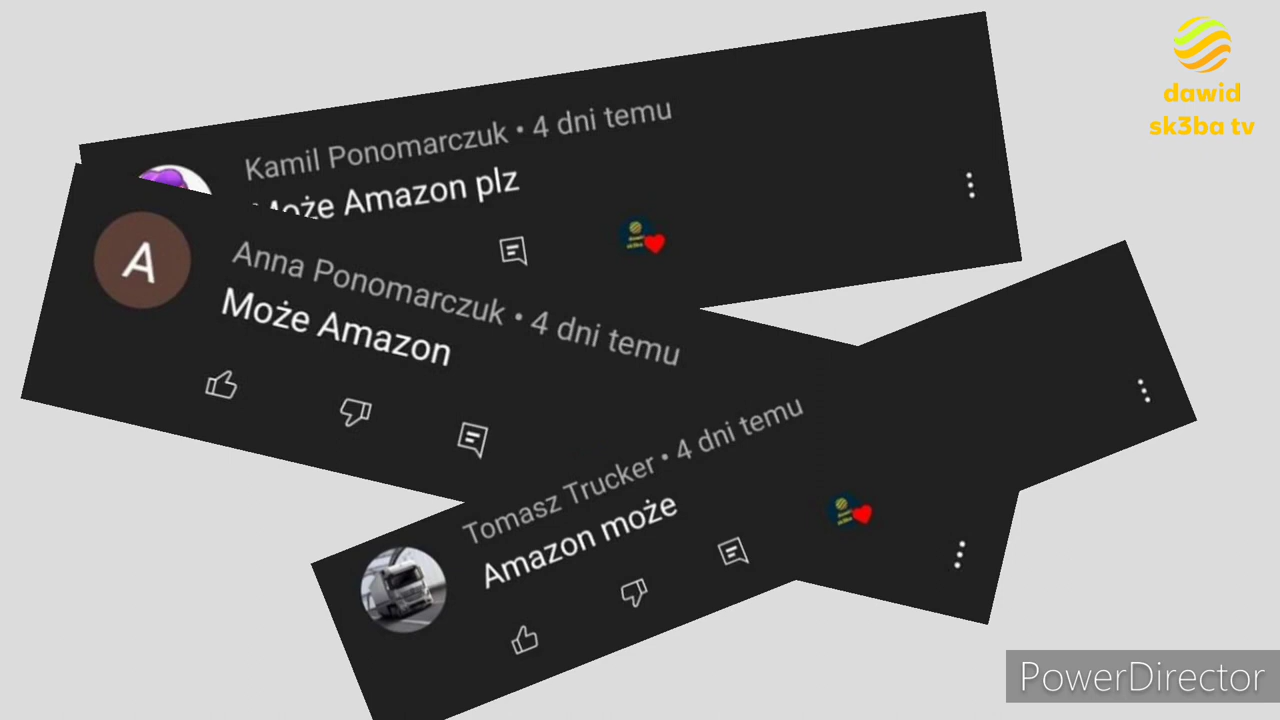 dawid
sk3ba tv
Kamil Ponomarczuk • 4 dni temu
Może Amazon plz
A
Anna Ponomarczuk • 4 dni temu
Może Amazon
Tomasz Trucker • 4 dni temu
Amazon może
PowerDirector